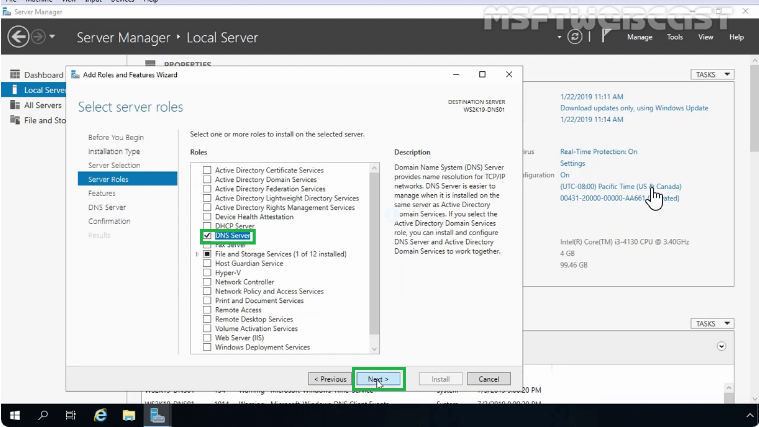 File Machine View Input Devices Help
Server Manager
MSFTWEBCAST
Server Manager • Local Server
Manage Tools View Help
Dashboard
Local Server
All Servers
File and Sto
PROPERTIES
TASKS
Add Roles and Features Wizard
Select server roles
DESTINATION SERVER
WS2K19-DNS01
Before You Begin
Installation Type
Server Selection
Server Roles
Features
DNS Server
Confirmation
Results
Select one or more roles to install on the selected server.
Roles
Active Directory Certificate Services
Active Directory Domain Services
Active Directory Federation Services
Active Directory Lightweight Directory Services
Active Directory Rights Management Services
Device Health Attestation
DHCP Server
DNS Server
Fax Server
File and Storage Services (1 of 12 installed)
Host Guardian Service
Hyper-V
Network Controller
Network Policy and Access Services
Print and Document Services
Remote Access
Remote Desktop Services
Volume Activation Services
Web Server (IIS)
Windows Deployment Services
Description
Domain Name System (DNS) Server
provides name resolution for TCP/IP
networks. DNS Server is easier to
manage when it is installed on the
same server as Active Directory
Domain Services. If you select the
Active Directory Domain Services
role, you can install and configure
DNS Server and Active Directory
Domain Services to work together.
< Previous
Next >
Install
Cancel
1/22/2019 11:11 AM
Download updates only, using Windows Update
1/22/2019 11:14 AM
irus Real-Time Protection: On
Settings
onfiguration On
(UTC-08:00) Pacific Time (US & Canada)
00431-20000-00000-AA661 ated)
Intel(R) Core(TM) i3-4130 CPU @ 3.40GHz
4 GB
99.46 GB
TASKS